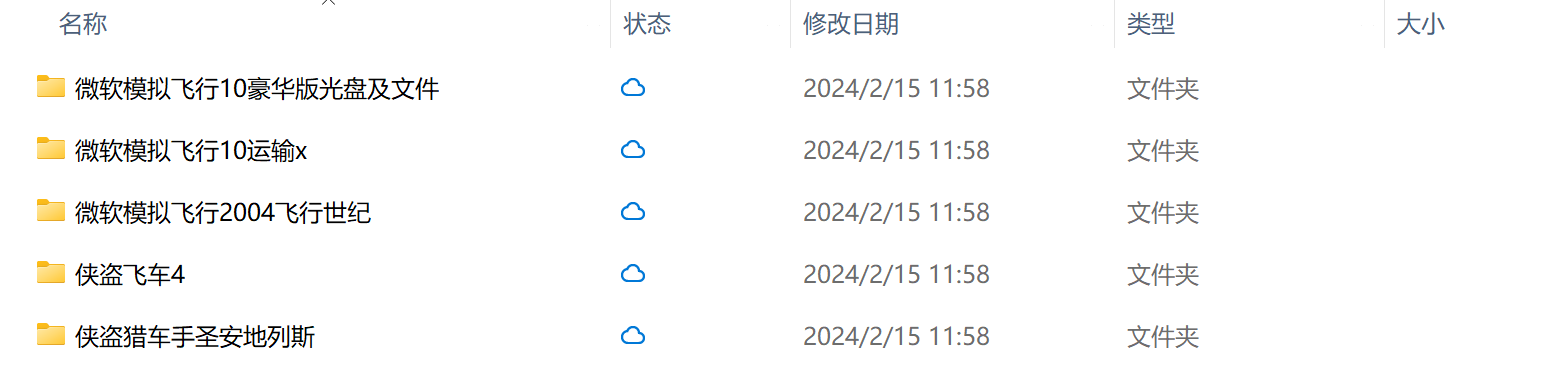 名称 状态 修改日期 类型 大小
微软模拟飞行10豪华版光盘及文件 2024/2/15 11:58 文件夹
微软模拟飞行10运输x 2024/2/15 11:58 文件夹
微软模拟飞行2004飞行世纪 2024/2/15 11:58 文件夹
侠盗飞车4 2024/2/15 11:58 文件夹
侠盗猎车手圣安地列斯 2024/2/15 11:58 文件夹